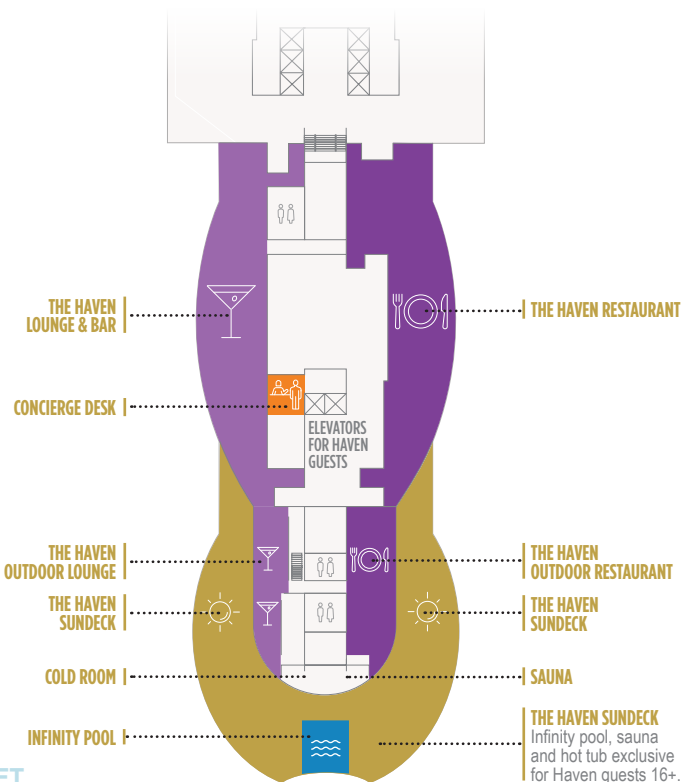 THE HAVEN
LOUNGE & BAR
THE HAVEN RESTAURANT
CONCIERGE DESK
ELEVATORS
FOR HAVEN
GUESTS
THE HAVEN
OUTDOOR LOUNGE
THE HAVEN
OUTDOOR RESTAURANT
THE HAVEN
SUNDECK
THE HAVEN
SUNDECK
COLD ROOM
SAUNA
INFINITY POOL
THE HAVEN SUNDECK
Infinity pool, sauna
and hot tub exclusive
for Haven guests 16+.